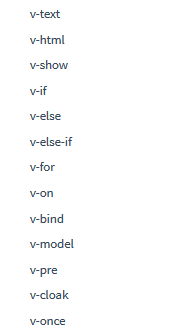 v-text
v-html
v-show
v-if
v-else
v-else-if
v-for
v-on
v-bind
v-model
v-pre
v-cloak
v-once